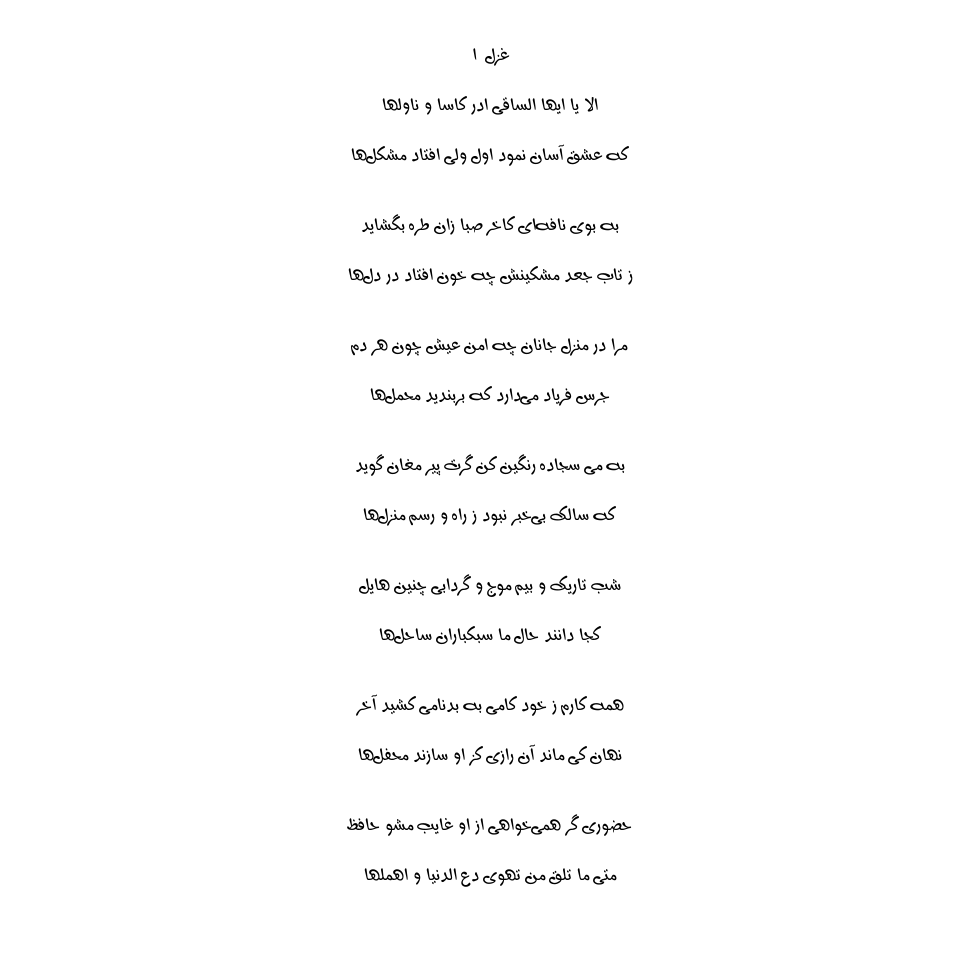 غزل ۱
الا یا ایها الساقی ادر کاسا و ناولها
که عشق آسان نمود اول ولی افتاد مشکل‌ها
به بوی نافه‌ای کاخر صبا زان طره بگشاید
ز تاب جعد مشکینش چه خون افتاد در دل‌ها
مرا در منزل جانان چه امن عیش چون هر دم
جرس فریاد می‌دارد که بربندید محمل‌ها
به می سجاده رنگین کن گرت پیر مغان گوید
که سالک بی‌خبر نبود ز راه و رسم منزل‌ها
شب تاریک و بیم موج و گردابی چنین هایل
کجا دانند حال ما سبکباران ساحل‌ها
همه کارم ز خود کامی به بدنامی کشید آخر
نهان کی ماند آن رازی کز او سازند محفل‌ها
حضوری گر همی‌خواهی از او غایب مشو حافظ
متی ما تلق من تهوی دع الدنیا و اهملها